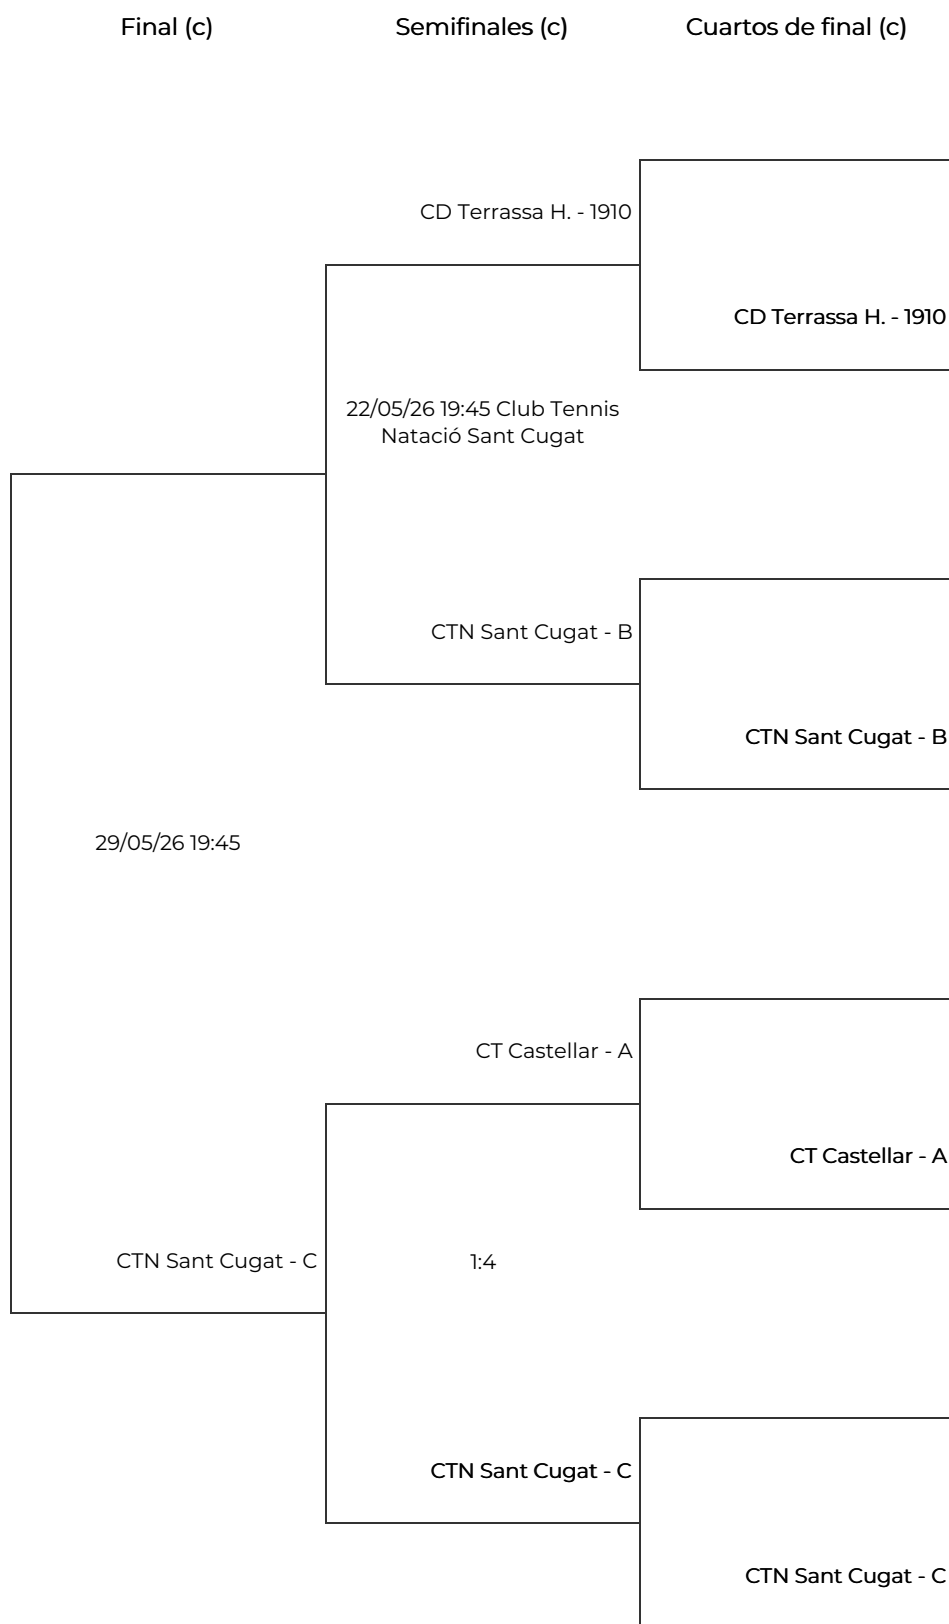 Final (c)
Semifinales (c)
Cuartos de final (c)
CD Terrassa H. - 1910
CD Terrassa H. - 1910
22/05/26 19:45 Club Tennis
Natació Sant Cugat
CTN Sant Cugat - B
CTN Sant Cugat - B
29/05/26 19:45
CT Castellar - A
CT Castellar - A
CTN Sant Cugat - C
1:4
CTN Sant Cugat - C
CTN Sant Cugat - C